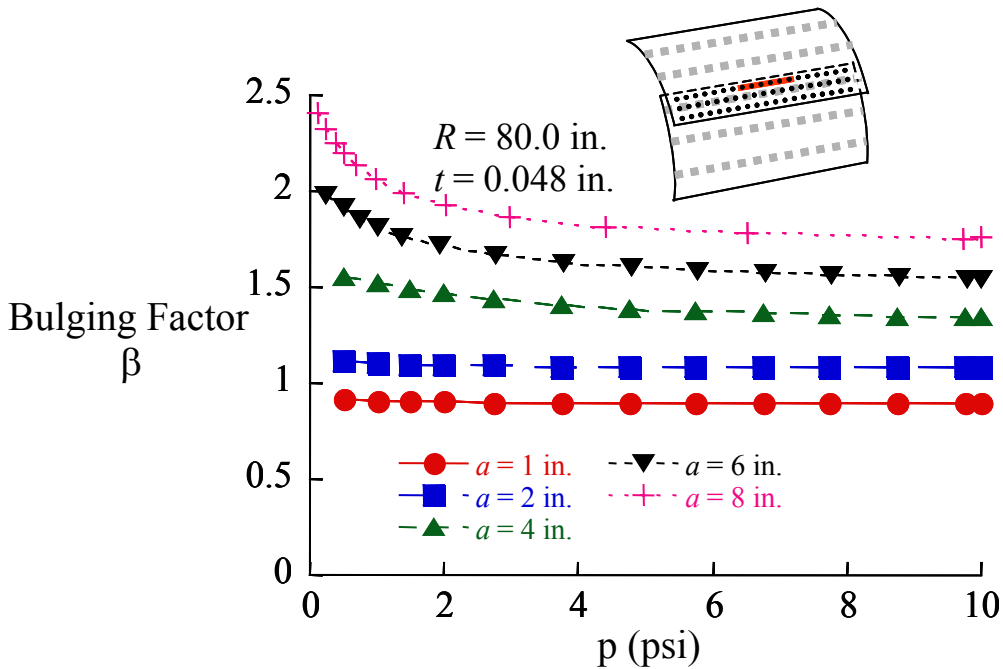 2.5
2
1.5
1
0.5
0
Bulging Factor
β
R = 80.0 in.
t = 0.048 in.
a = 1 in.
a = 6 in.
a = 2 in.
a = 8 in.
a = 4 in.
0 2 4 6 8 10
p (psi)